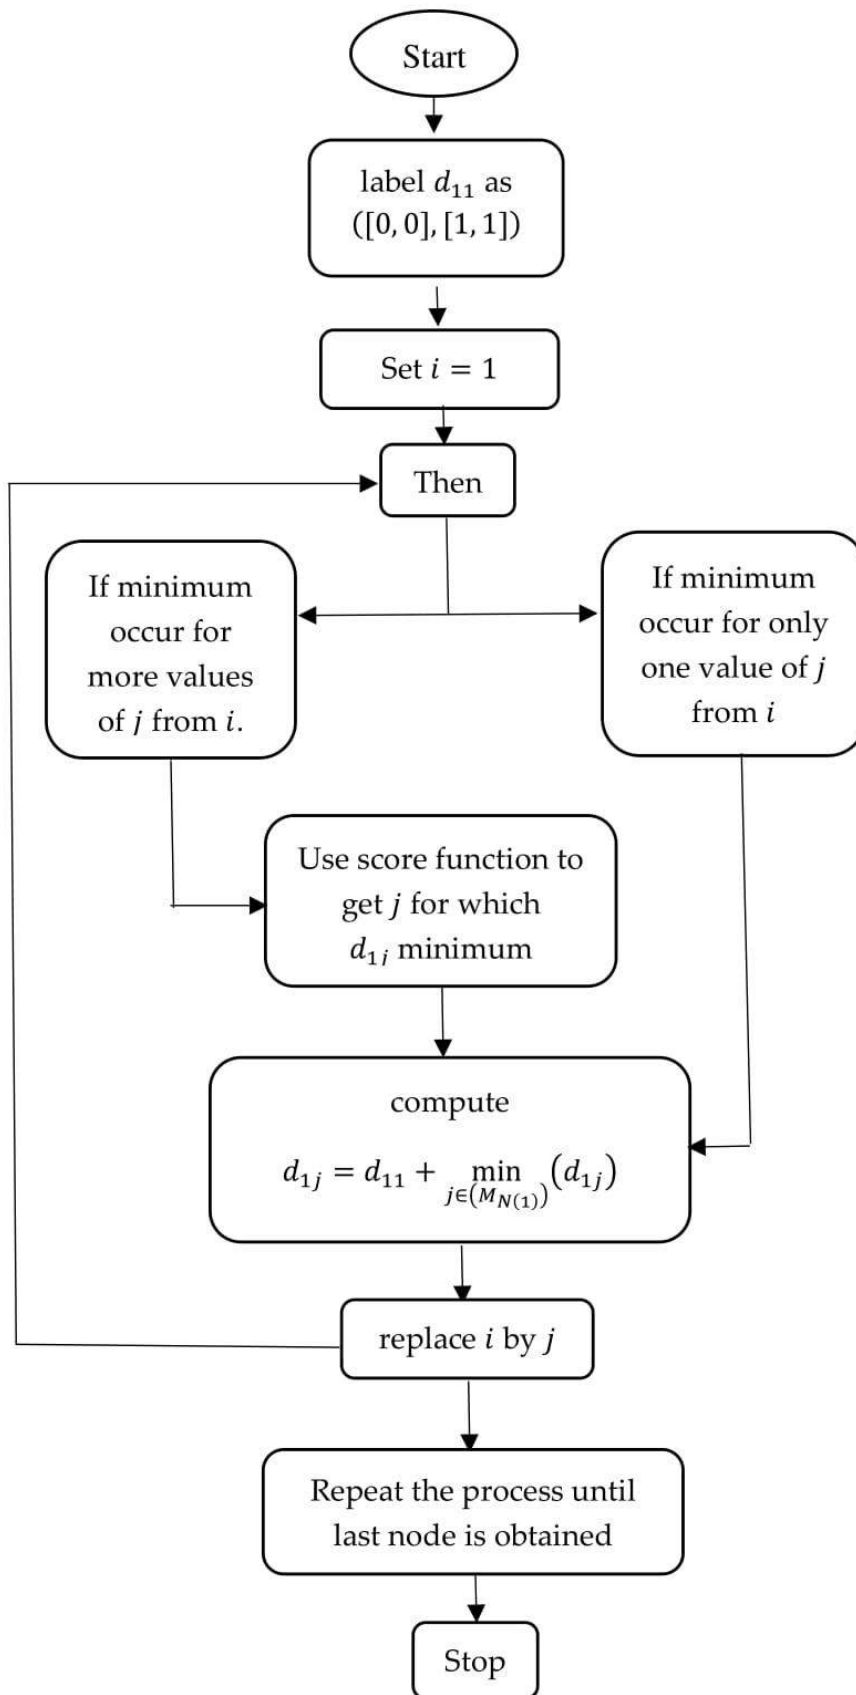 Start
label d₁₁ as
([0, 0], [1, 1])
Set i = 1
Then
If minimum
occur for
more values
of j from i.
If minimum
occur for only
one value of j
from i
Use score function to
get j for which
d₁ⱼ minimum
compute
d₁ⱼ = d₁₁ + min (d₁ⱼ)
j∈(M_N(1))
replace i by j
Repeat the process until
last node is obtained
Stop